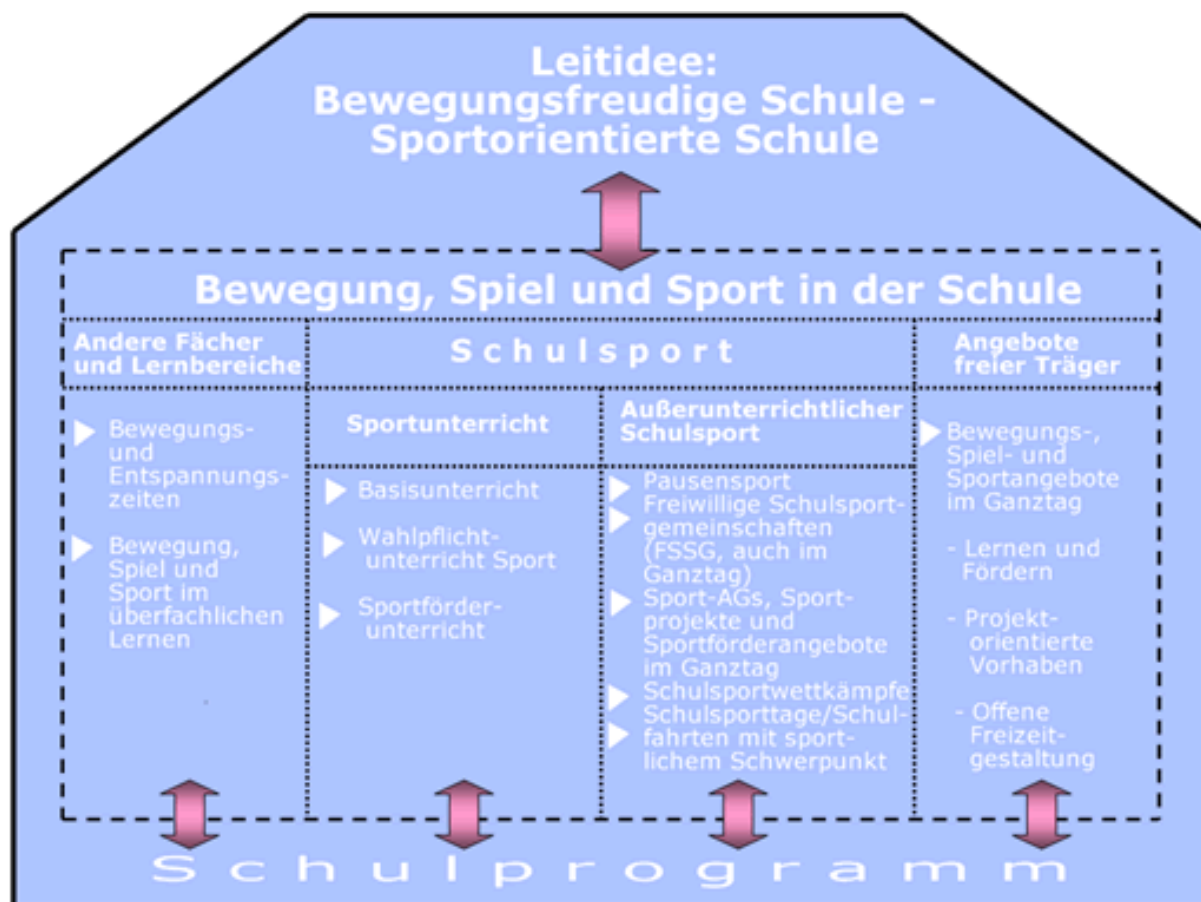 Leitidee:
Bewegungsfreudige Schule -
Sportorientierte Schule
Bewegung, Spiel und Sport in der Schule
Andere Fächer
und Lernbereiche
Schulsport
Angebote
freier Träger
Bewegungs-
und
Entspannungs-
zeiten
Bewegung,
Spiel und
Sport im
überfachlichen
Lernen
Sportunterricht
Basisunterricht
Wahlpflicht-
unterricht Sport
Sportförder-
unterricht
Außerunterrichtlicher
Schulsport
Pausensport
Freiwillige Schulsport-
gemeinschaften
(FSSG, auch im
Ganztag)
Sport-AGs, Sport-
projekte und
Sportförderangebote
im Ganztag
Schulsportwettkämpfe
Schulsporttage/Schul-
fahrten mit sport-
lichem Schwerpunkt
Bewegungs-,
Spiel- und
Sportangebote
im Ganztag
- Lernen und
Fördern
- Projekt-
orientierte
Vorhaben
- Offene
Freizeit-
gestaltung
Schulprogramm